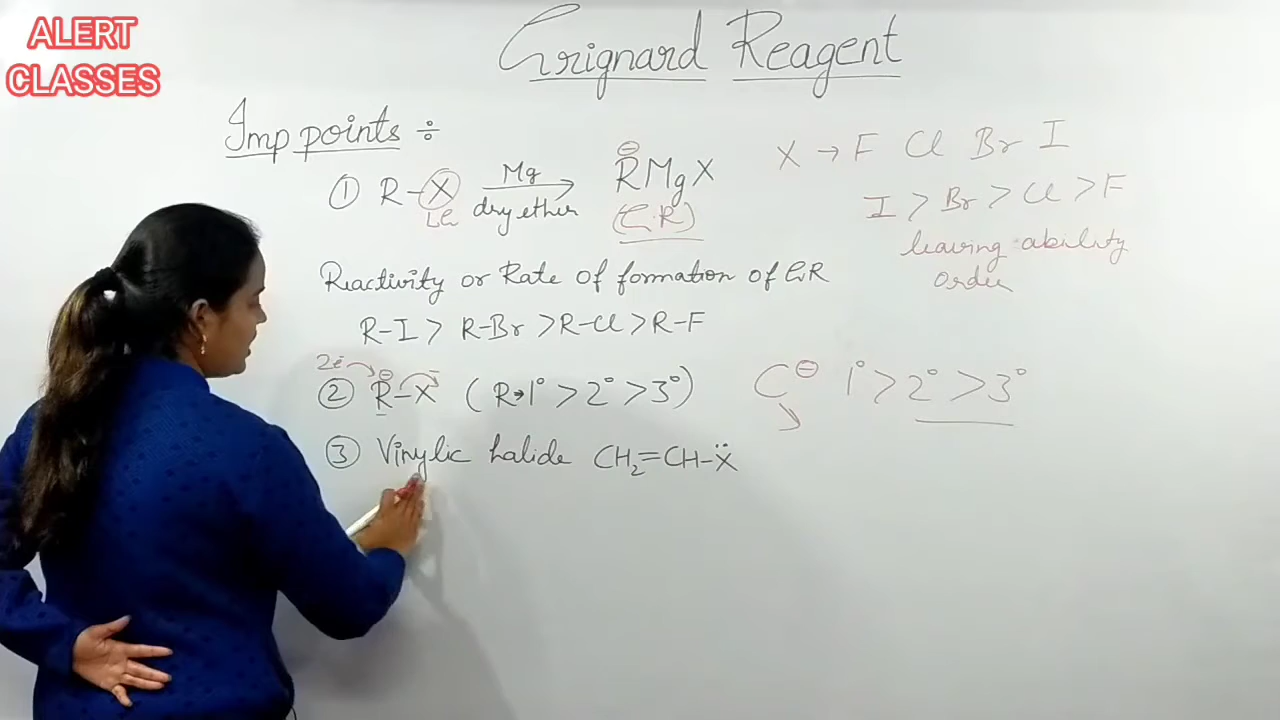 ALERT
CLASSES
Grignard Reagent
Imp points ÷
① R-X Mg dry ether R⊖MgX
LG (G.R)
X → F Cl Br I
I > Br > Cl > F
leaving ability
order
Reactivity or Rate of formation of GR
R-I > R-Br > R-Cl > R-F
2e⁻
② R⊖-X⁻ (R→1° > 2° > 3°)
C⊖ 1° > 2° > 3°
③ Vinylic halide CH₂=CH-Ẍ